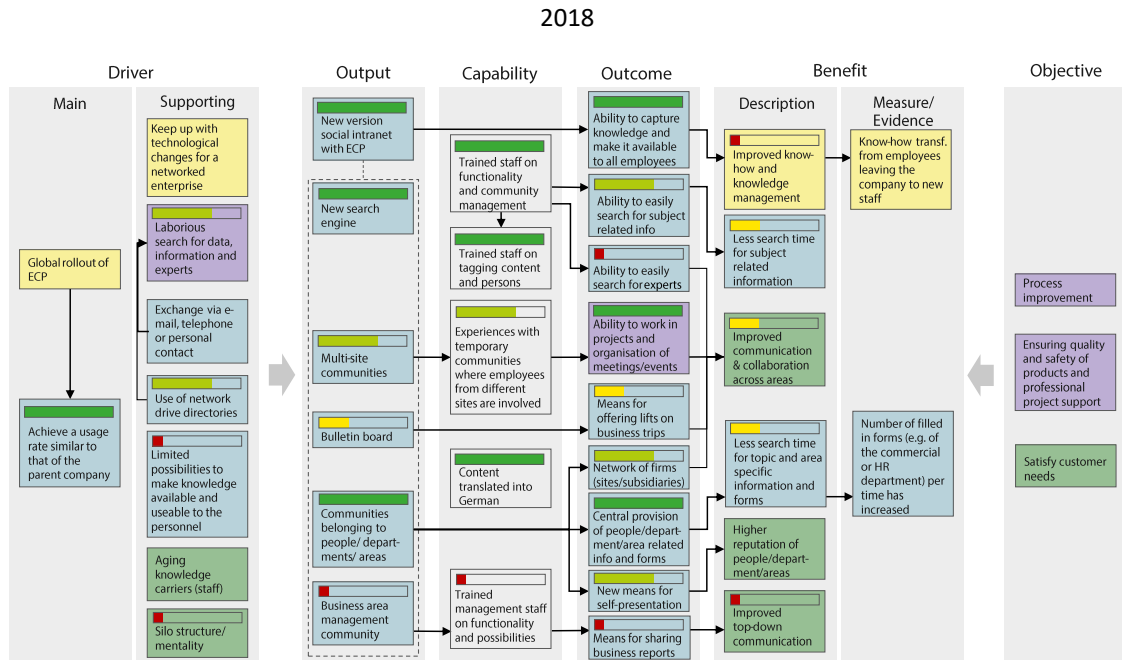 2018
Driver
Output
Capability
Outcome
Benefit
Objective
Main
Supporting
Description
Measure/
Evidence
Global rollout of
ECP
Achieve a usage
rate similar to
that of the
parent company
Keep up with
technological
changes for a
networked
enterprise
Laborious
search for data,
information and
experts
Exchange via e-
mail, telephone
or personal
contact
Use of network
drive directories
Limited
possibilities to
make knowledge
available and
useable to the
personnel
Aging
knowledge
carriers (staff)
Silo structure/
mentality
New version
social intranet
with ECP
New search
engine
Multi-site
communities
Bulletin board
Communities
belonging to
people/ depart-
ments/ areas
Business area
management
community
Trained staff on
functionality
and community
management
Trained staff on
tagging content
and persons
Experiences with
temporary
communities
where employees
from different
sites are involved
Content
translated into
German
Trained
management staff
on functionality
and possibilities
Ability to capture
knowledge and
make it available
to all employees
Ability to easily
search for subject
related info
Ability to easily
search for experts
Ability to work in
projects and
organisation of
meetings/events
Means for
offering lifts on
business trips
Network of firms
(sites/subsidiaries)
Central provision
of people/depart-
ment/area related
info and forms
New means for
self-presentation
Means for sharing
business reports
Improved know-
how and
knowledge
management
Less search time
for subject
related
information
Improved
communication
& collaboration
across areas
Less search time
for topic and area
specific
information and
forms
Higher
reputation of
people/depart-
ment/areas
Improved
top-down
communication
Know-how transf.
from employees
leaving the
company to new
staff
Number of filled
in forms (e.g. of
the commercial
or HR
department) per
time has
increased
Process
improvement
Ensuring quality
and safety of
products and
professional
project support
Satisfy customer
needs